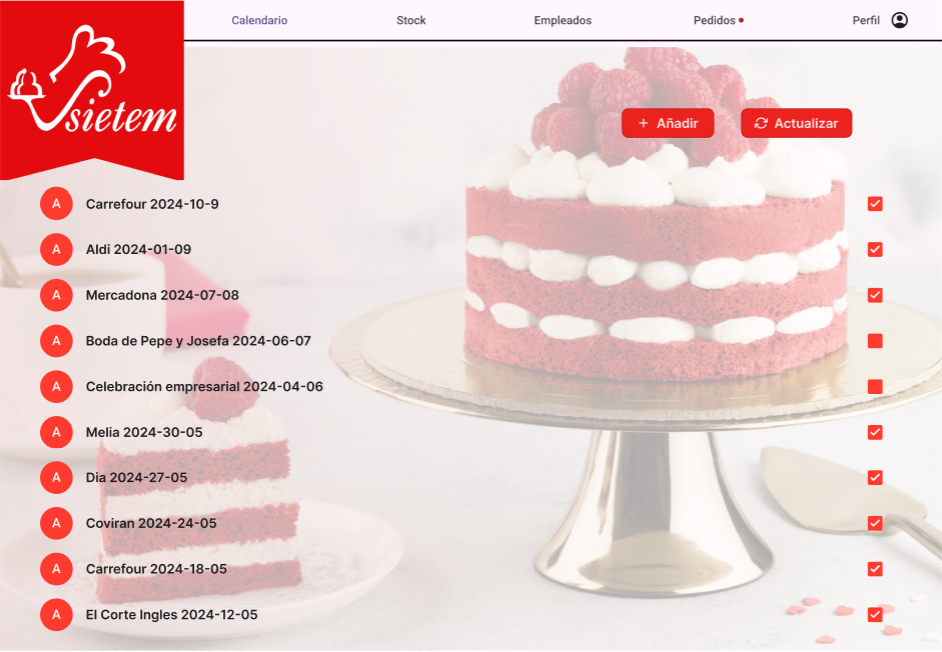 Calendario Stock Empleados Pedidos Perfil
sietem
+ Añadir Actualizar
A Carrefour 2024-10-9
A Aldi 2024-01-09
A Mercadona 2024-07-08
A Boda de Pepe y Josefa 2024-06-07
A Celebración empresarial 2024-04-06
A Melia 2024-30-05
A Dia 2024-27-05
A Coviran 2024-24-05
A Carrefour 2024-18-05
A El Corte Ingles 2024-12-05